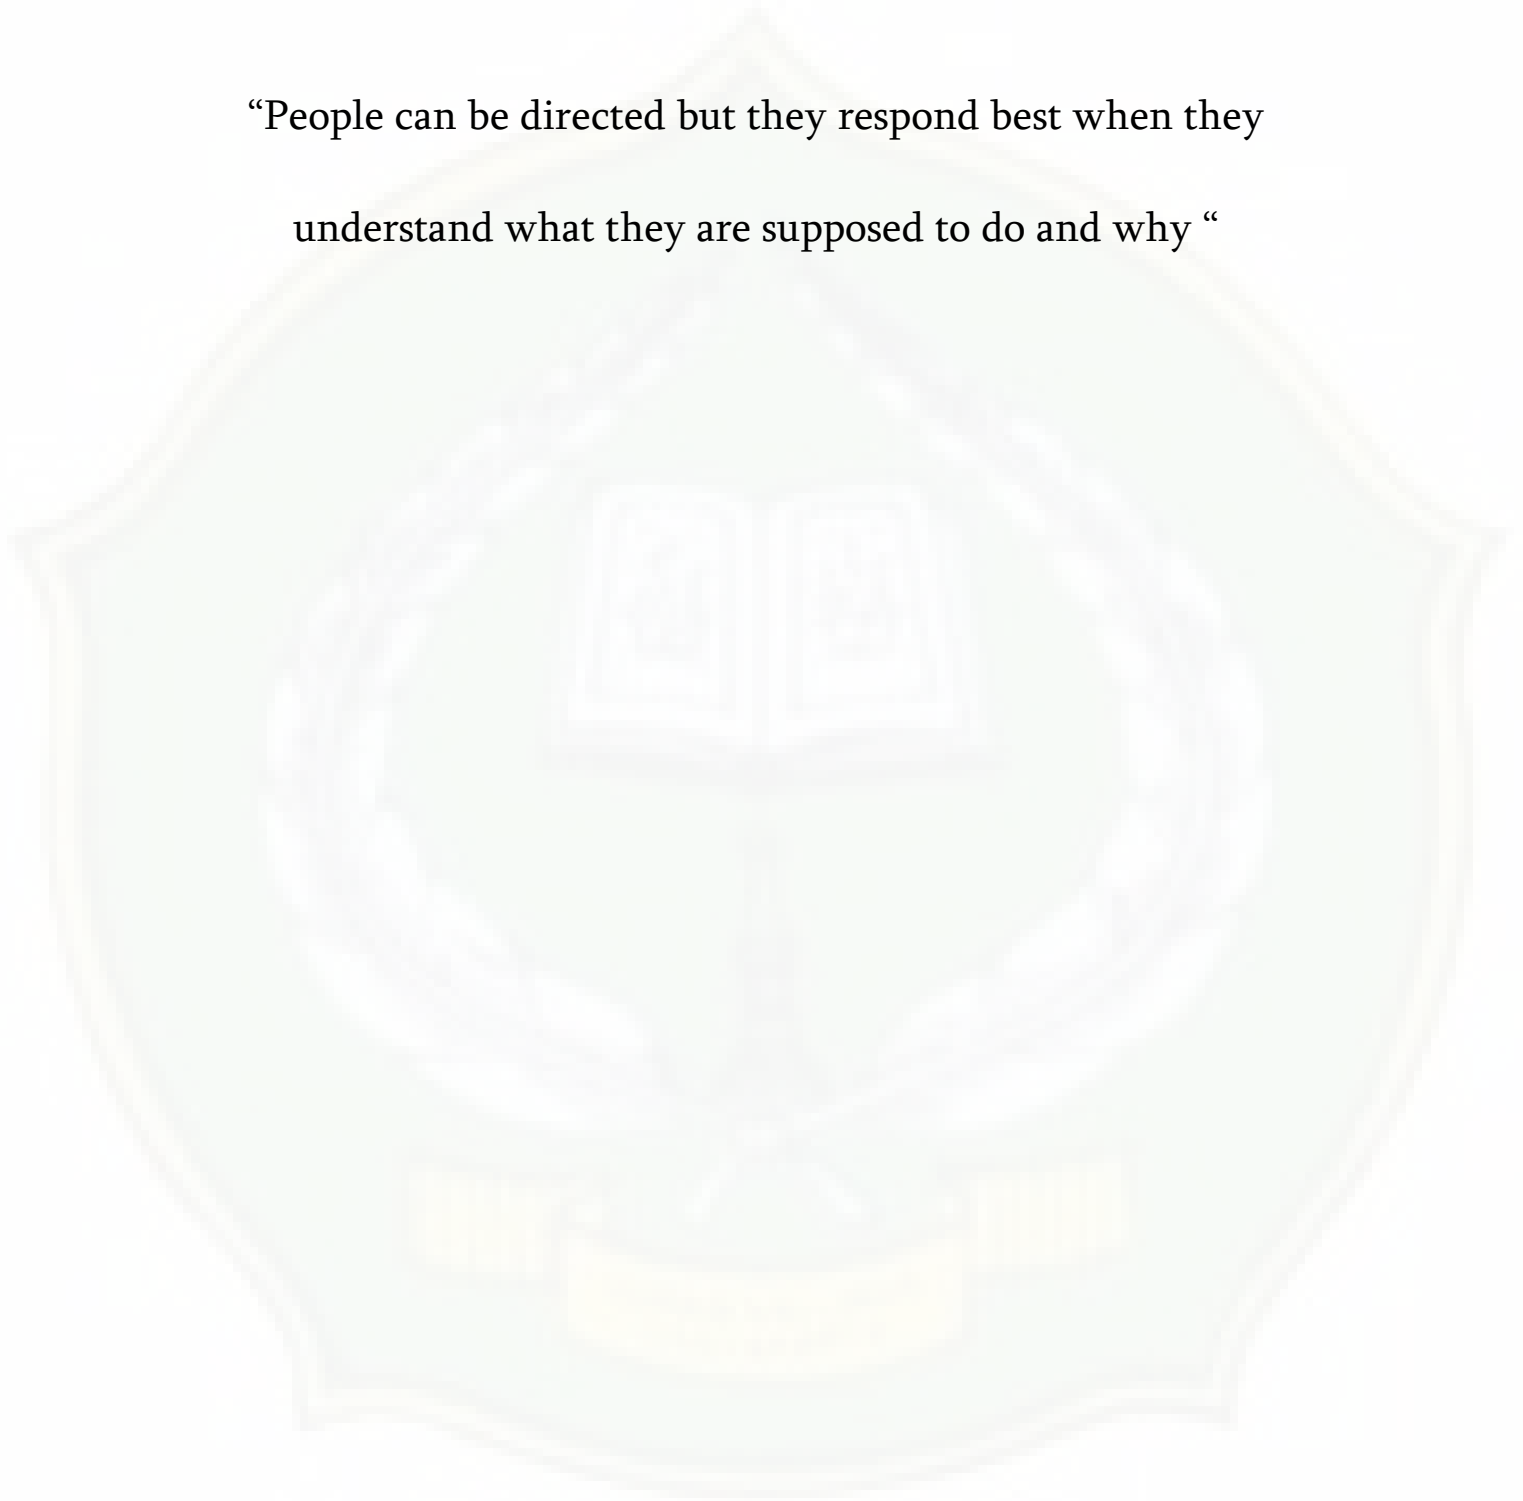 “People can be directed but they respond best when they
understand what they are supposed to do and why “